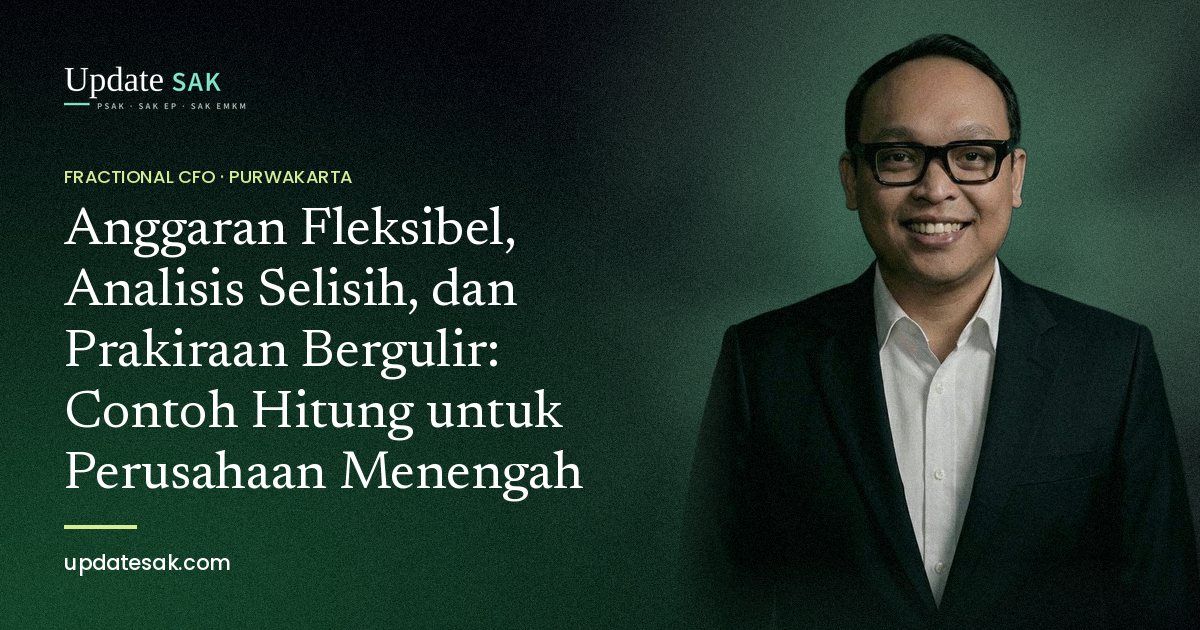 Update SAK
PSAK · SAK EP · SAK EMKM
FRACTIONAL CFO · PURWAKARTA
Anggaran Fleksibel,
Analisis Selisih, dan
Prakiraan Bergulir:
Contoh Hitung untuk
Perusahaan Menengah
updatesak.com